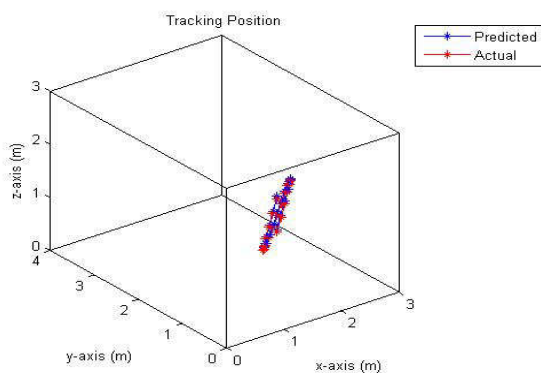 Tracking Position
Predicted
Actual
3
2
1
0
z-axis (m)
4
3
2
1
0
y-axis (m)
0
1
2
3
x-axis (m)